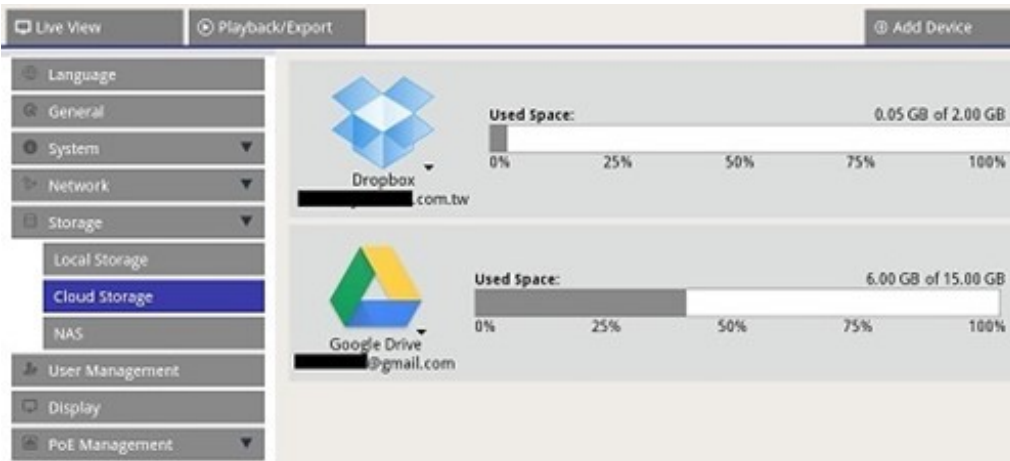 Live View
Playback/Export
Add Device
Language
General
System
Network
Storage
Local Storage
Cloud Storage
NAS
User Management
Display
PoE Management
Used Space:
0.05 GB of 2.00 GB
0% 25% 50% 75% 100%
Dropbox
.com.tw
Used Space:
6.00 GB of 15.00 GB
0% 25% 50% 75% 100%
Google Drive
@gmail.com